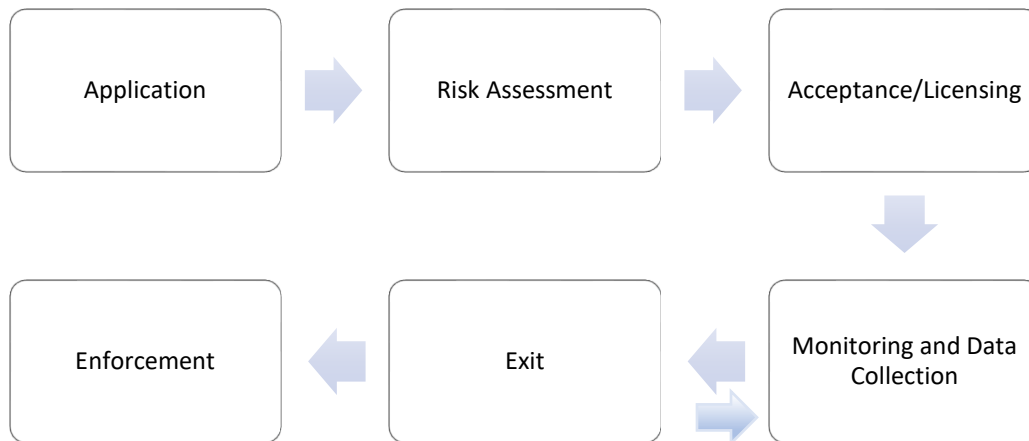 Application
Risk Assessment
Acceptance/Licensing
Monitoring and Data
Collection
Exit
Enforcement